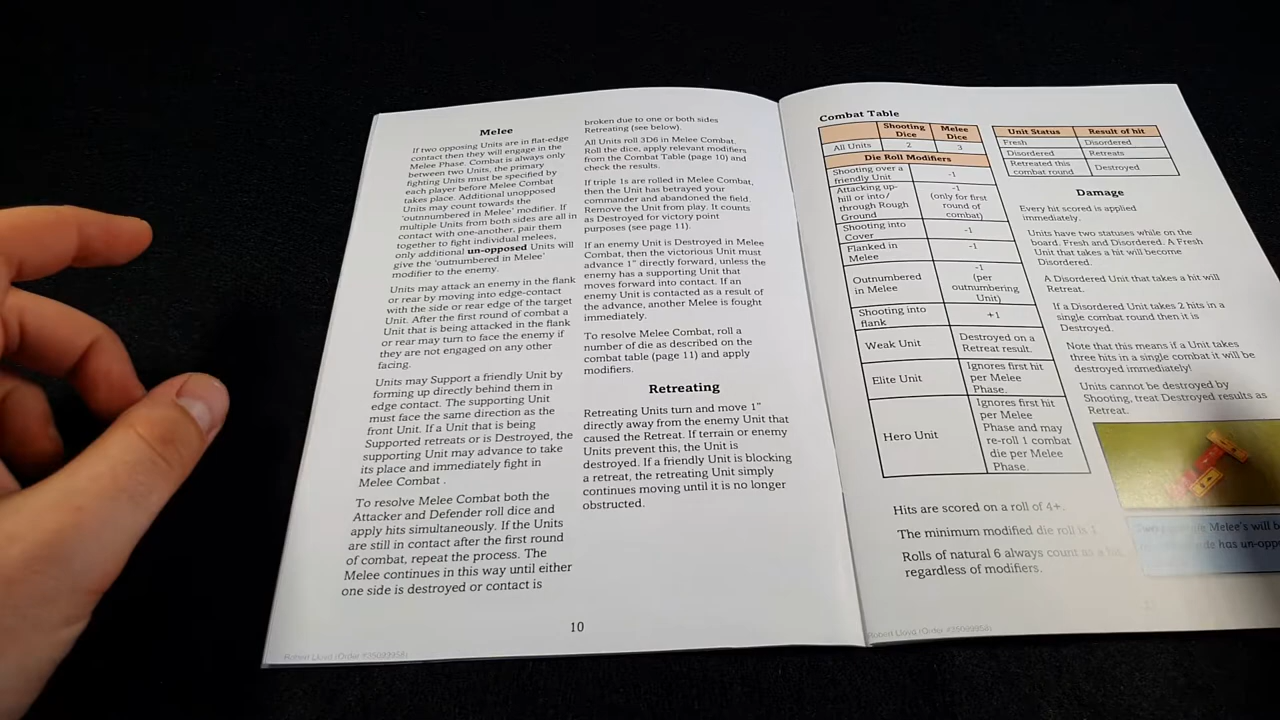 Melee
If two opposing Units are in flat-edge
contact then they will engage in the
Melee Phase. Combat is always only
between two Units, the primary
fighting Units must be specified by
each player before Melee Combat
takes place. Additional unopposed
Units may count towards the
'outnumbered in Melee' modifier. If
multiple Units from both sides are all in
contact with one-another, pair them
together to fight individual melees,
only additional un-opposed Units will
give the 'outnumbered in Melee'
modifier to the enemy.
Units may attack an enemy in the flank
or rear by moving into edge-contact
with the side or rear edge of the target
Unit. After the first round of combat a
Unit that is being attacked in the flank
or rear may turn to face the enemy if
they are not engaged on any other
facing.
Units may Support a friendly Unit by
forming up directly behind them in
edge contact. The supporting Unit
must face the same direction as the
front Unit. If a Unit that is being
Supported retreats or is Destroyed, the
supporting Unit may advance to take
its place and immediately fight in
Melee Combat .
To resolve Melee Combat both the
Attacker and Defender roll dice and
apply hits simultaneously. If the Units
are still in contact after the first round
of combat, repeat the process. The
Melee continues in this way until either
one side is destroyed or contact is
broken due to one or both sides
Retreating (see below).
All Units roll 3D6 in Melee Combat.
Roll the dice, apply relevant modifiers
from the Combat Table (page 10) and
check the results.
If triple 1s are rolled in Melee Combat,
then the Unit has betrayed your
commander and abandoned the field.
Remove the Unit from play. It counts
as Destroyed for victory point
purposes (see page 11).
If an enemy Unit is Destroyed in Melee
Combat, then the victorious Unit must
advance 1" directly forward, unless the
enemy has a supporting Unit that
moves forward into contact. If an
enemy Unit is contacted as a result of
the advance, another Melee is fought
immediately.
To resolve Melee Combat, roll a
number of die as described on the
combat table (page 11) and apply
modifiers.
Retreating
Retreating Units turn and move 1"
directly away from the enemy Unit that
caused the Retreat. If terrain or enemy
Units prevent this, the Unit is
destroyed. If a friendly Unit is blocking
a retreat, the retreating Unit simply
continues moving until it is no longer
obstructed.
10
Robert Lloyd (Order #35099958)
Combat Table
Shooting Dice Melee Dice
All Units 2 3
Die Roll Modifiers
Shooting over a friendly Unit -1
Attacking up-hill or into/ through Rough Ground -1 (only for first round of combat)
Shooting into Cover -1
Flanked in Melee -1
Outnumbered in Melee -1 (per outnumbering Unit)
Shooting into flank +1
Weak Unit Destroyed on a Retreat result.
Elite Unit Ignores first hit per Melee Phase.
Hero Unit Ignores first hit per Melee Phase and may re-roll 1 combat die per Melee Phase.
Hits are scored on a roll of 4+.
The minimum modified die roll is 1
Rolls of natural 6 always count as a hit
regardless of modifiers.
Unit Status Result of hit
Fresh Disordered
Disordered Retreats
Retreated this combat round Destroyed
Damage
Every hit scored is applied
immediately.
Units have two statuses while on the
board. Fresh and Disordered. A Fresh
Unit that takes a hit will become
Disordered.
A Disordered Unit that takes a hit will
Retreat.
If a Disordered Unit takes 2 hits in a
single combat round then it is
Destroyed.
Note that this means if a Unit takes
three hits in a single combat it will be
destroyed immediately!
Units cannot be destroyed by
Shooting, treat Destroyed results as
Retreat.
Melee's will
has un-opp
Robert Lloyd (Order #35099958)